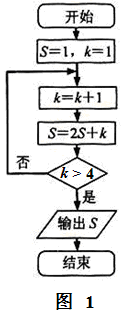 开始
S=1, k=1
k=k+1
S=2S+k
否
k > 4
是
输出 S
结束
图 1